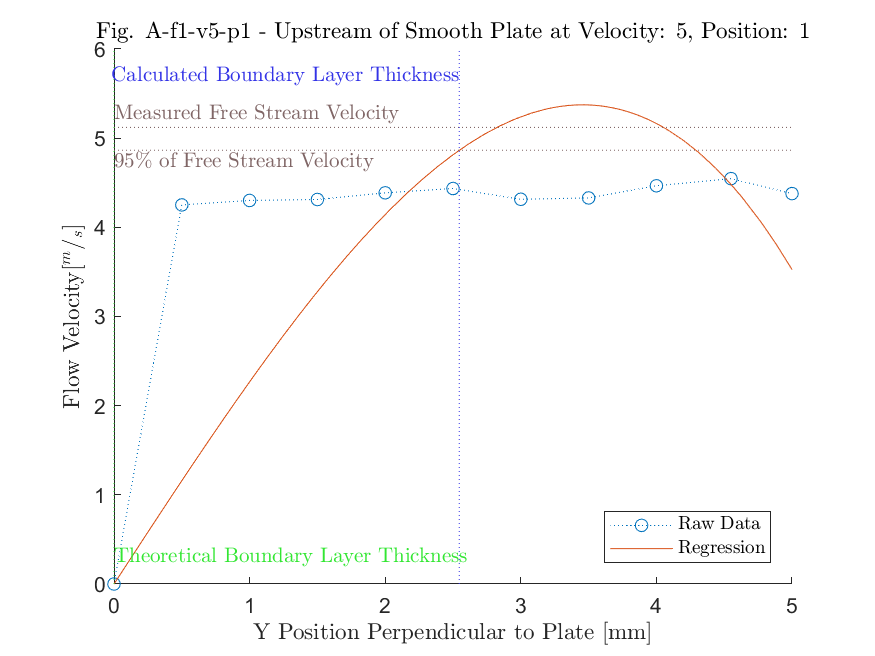 Fig. A-f1-v5-p1 - Upstream of Smooth Plate at Velocity: 5, Position: 1
6
Calculated Boundary Layer Thickness
Measured Free Stream Velocity
5
95% of Free Stream Velocity
4
Flow Velocity[m/s]
3
2
1
Raw Data
Regression
Theoretical Boundary Layer Thickness
0
0 1 2 3 4 5
Y Position Perpendicular to Plate [mm]